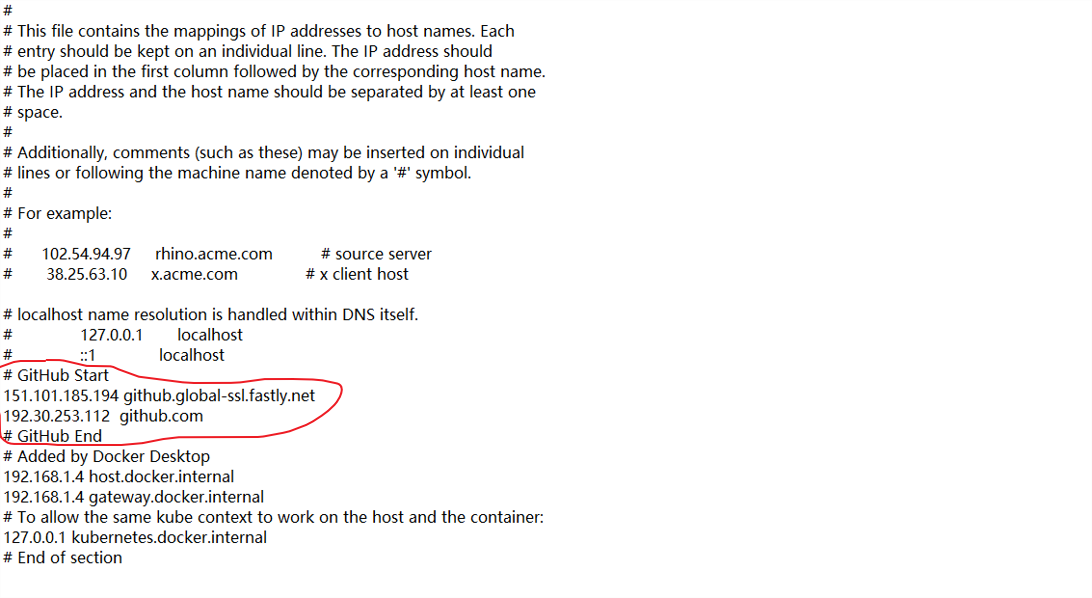 #
# This file contains the mappings of IP addresses to host names. Each
# entry should be kept on an individual line. The IP address should
# be placed in the first column followed by the corresponding host name.
# The IP address and the host name should be separated by at least one
# space.
#
# Additionally, comments (such as these) may be inserted on individual
# lines or following the machine name denoted by a '#' symbol.
#
# For example:
#
#       102.54.94.97     rhino.acme.com          # source server
#        38.25.63.10     x.acme.com              # x client host

# localhost name resolution is handled within DNS itself.
#               127.0.0.1       localhost
#               ::1             localhost
# GitHub Start
151.101.185.194 github.global-ssl.fastly.net
192.30.253.112  github.com
# GitHub End
# Added by Docker Desktop
192.168.1.4 host.docker.internal
192.168.1.4 gateway.docker.internal
# To allow the same kube context to work on the host and the container:
127.0.0.1 kubernetes.docker.internal
# End of section